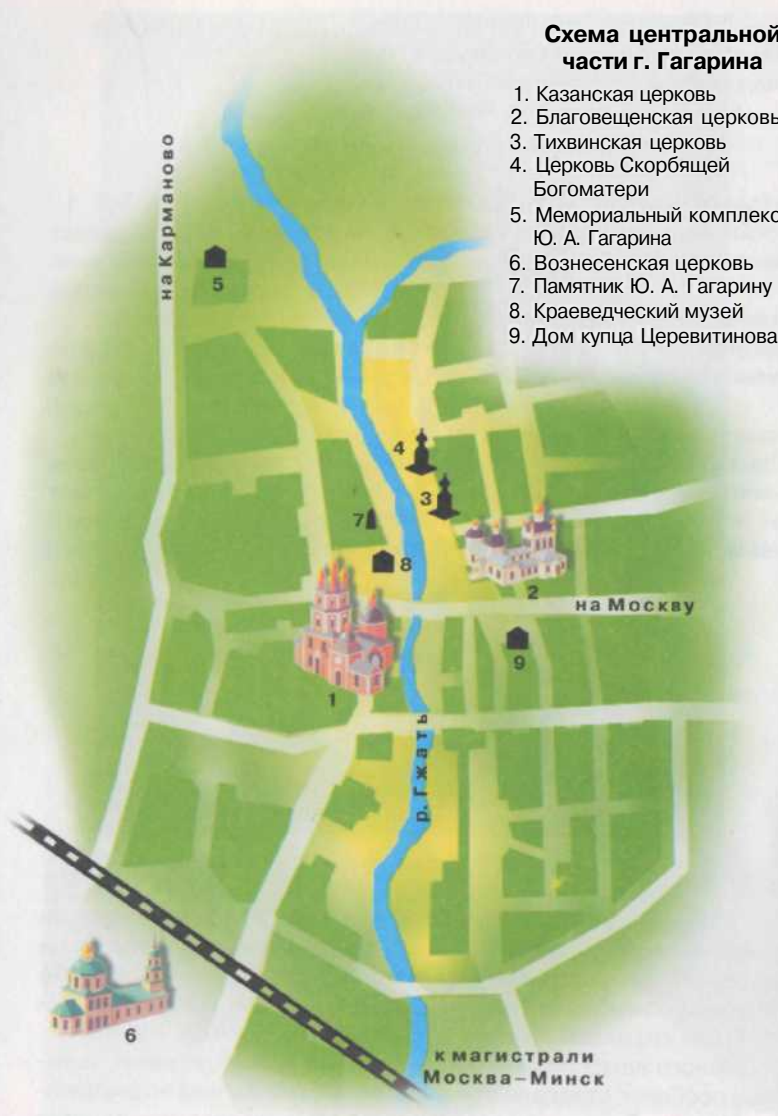 Схема центральной
части г. Гагарина
1. Казанская церковь
2. Благовещенская церковь
3. Тихвинская церковь
4. Церковь Скорбящей
Богоматери
5. Мемориальный комплекс
Ю. А. Гагарина
6. Вознесенская церковь
7. Памятник Ю. А. Гагарину
8. Краеведческий музей
9. Дом купца Церевитинова
на Карманово
5
4
3
7
8
2
на Москву
9
1
р. Гжать
6
к магистрали
Москва–Минск